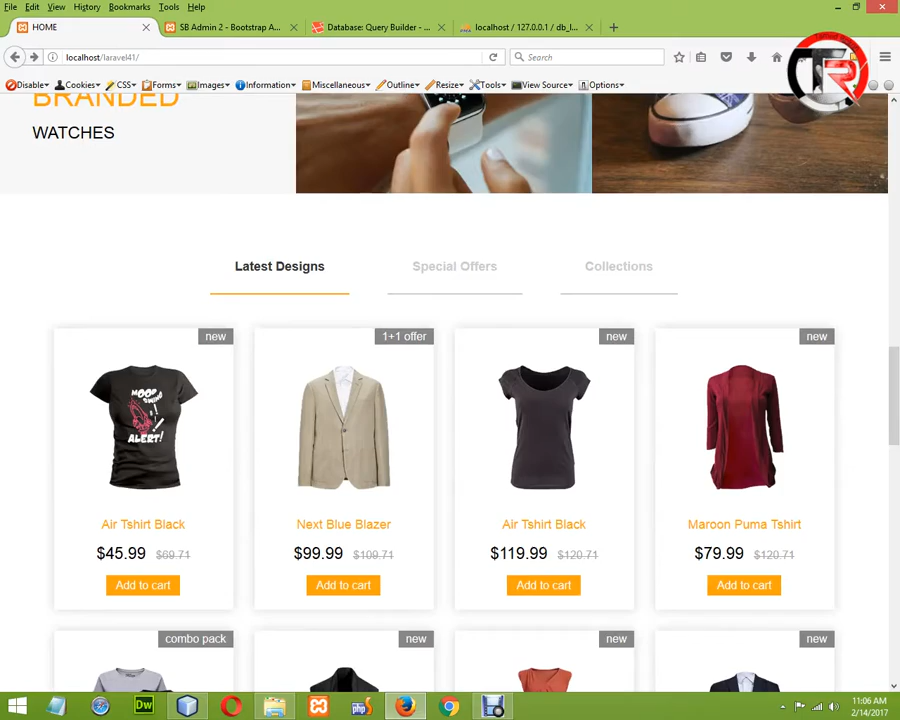 File Edit View History Bookmarks Tools Help
HOME
SB Admin 2 - Bootstrap A...
Database: Query Builder - ...
localhost / 127.0.0.1 / db_l...
localhost/laravel41/
Search
Disable Cookies CSS Forms Images Information Miscellaneous Outline Resize Tools View Source Options
BRANDED
WATCHES
Latest Designs Special Offers Collections
new 1+1 offer new new
MOOD
SWING
ALERT!
Air Tshirt Black Next Blue Blazer Air Tshirt Black Maroon Puma Tshirt
$45.99 $69.71 $99.99 $109.71 $119.99 $120.71 $79.99 $120.71
Add to cart Add to cart Add to cart Add to cart
combo pack new new new
Dw
php
11:06 AM
2/14/2017